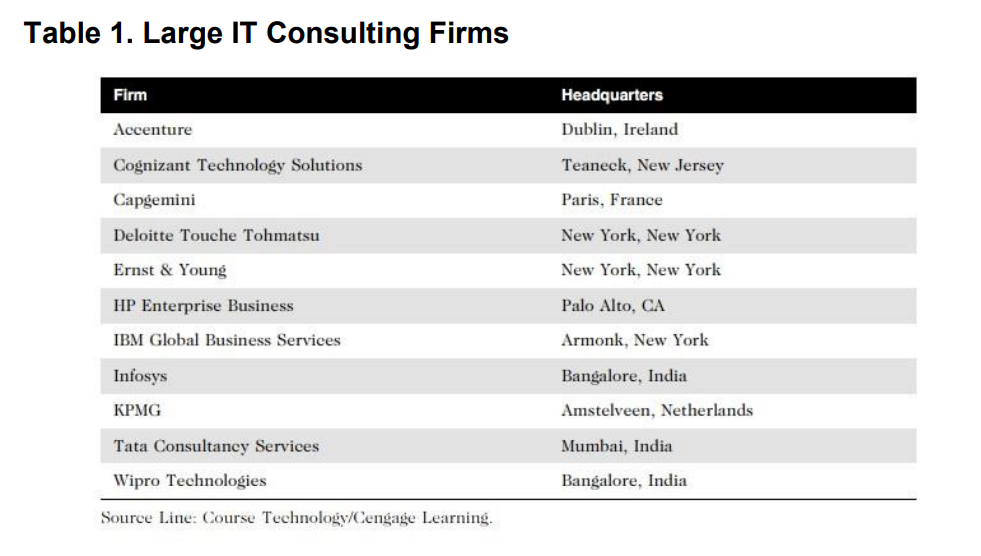 Table 1. Large IT Consulting Firms
Firm Headquarters
Accenture Dublin, Ireland
Cognizant Technology Solutions Teaneck, New Jersey
Capgemini Paris, France
Deloitte Touche Tohmatsu New York, New York
Ernst & Young New York, New York
HP Enterprise Business Palo Alto, CA
IBM Global Business Services Armonk, New York
Infosys Bangalore, India
KPMG Amstelveen, Netherlands
Tata Consultancy Services Mumbai, India
Wipro Technologies Bangalore, India
Source Line: Course Technology/Cengage Learning.